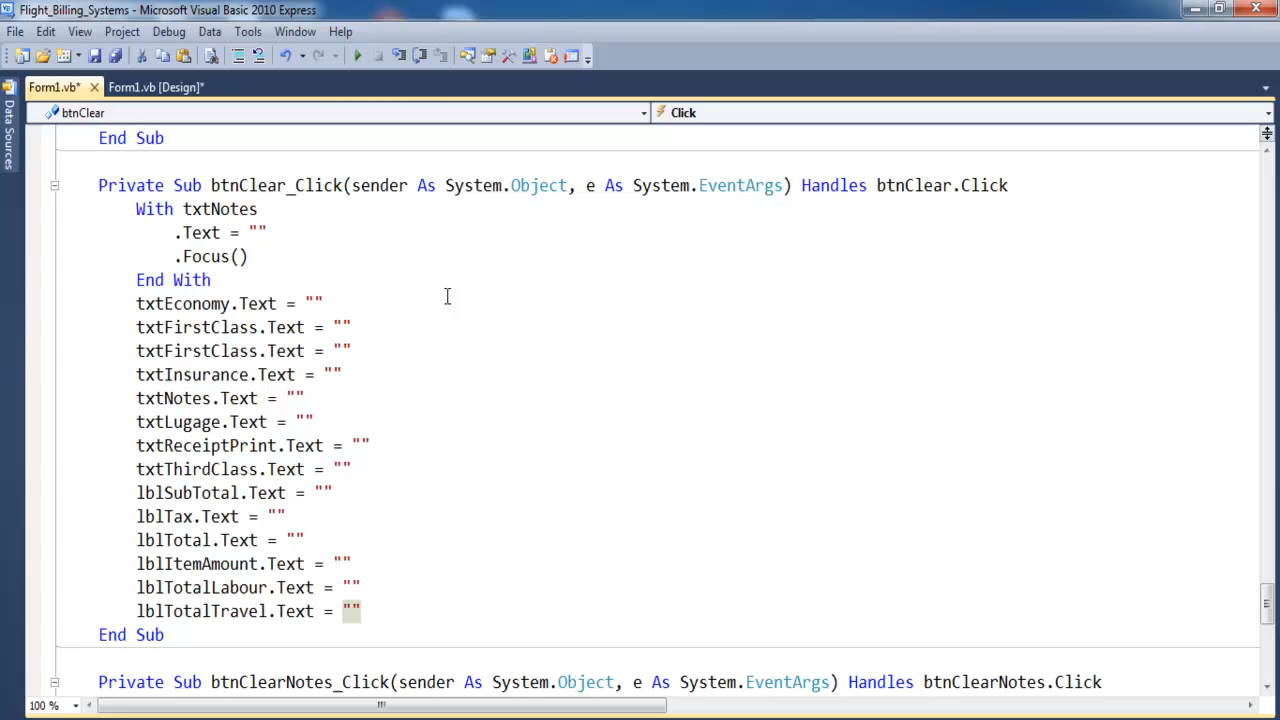 Flight_Billing_Systems - Microsoft Visual Basic 2010 Express
File Edit View Project Debug Data Tools Window Help
Form1.vb* Form1.vb [Design]*
Data Sources
btnClear Click
End Sub
Private Sub btnClear_Click(sender As System.Object, e As System.EventArgs) Handles btnClear.Click
With txtNotes
.Text = ""
.Focus()
End With
txtEconomy.Text = ""
txtFirstClass.Text = ""
txtFirstClass.Text = ""
txtInsurance.Text = ""
txtNotes.Text = ""
txtLugage.Text = ""
txtReceiptPrint.Text = ""
txtThirdClass.Text = ""
lblSubTotal.Text = ""
lblTax.Text = ""
lblTotal.Text = ""
lblItemAmount.Text = ""
lblTotalLabour.Text = ""
lblTotalTravel.Text = ""
End Sub
Private Sub btnClearNotes_Click(sender As System.Object, e As System.EventArgs) Handles btnClearNotes.Click
100 %